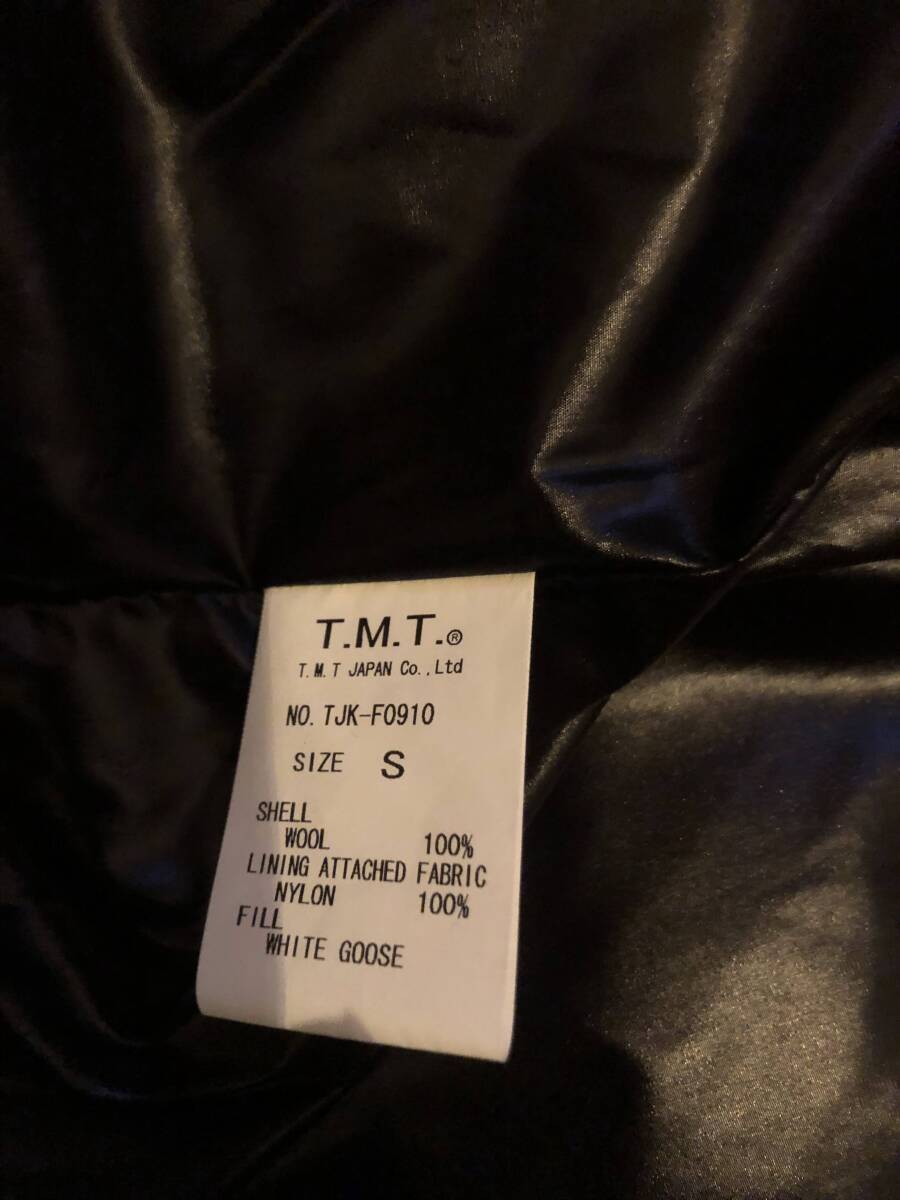 T.M.T.®
T.M.T JAPAN Co.,Ltd
NO. TJK-F0910
SIZE S
SHELL
WOOL 100%
LINING ATTACHED FABRIC
NYLON 100%
FILL
WHITE GOOSE